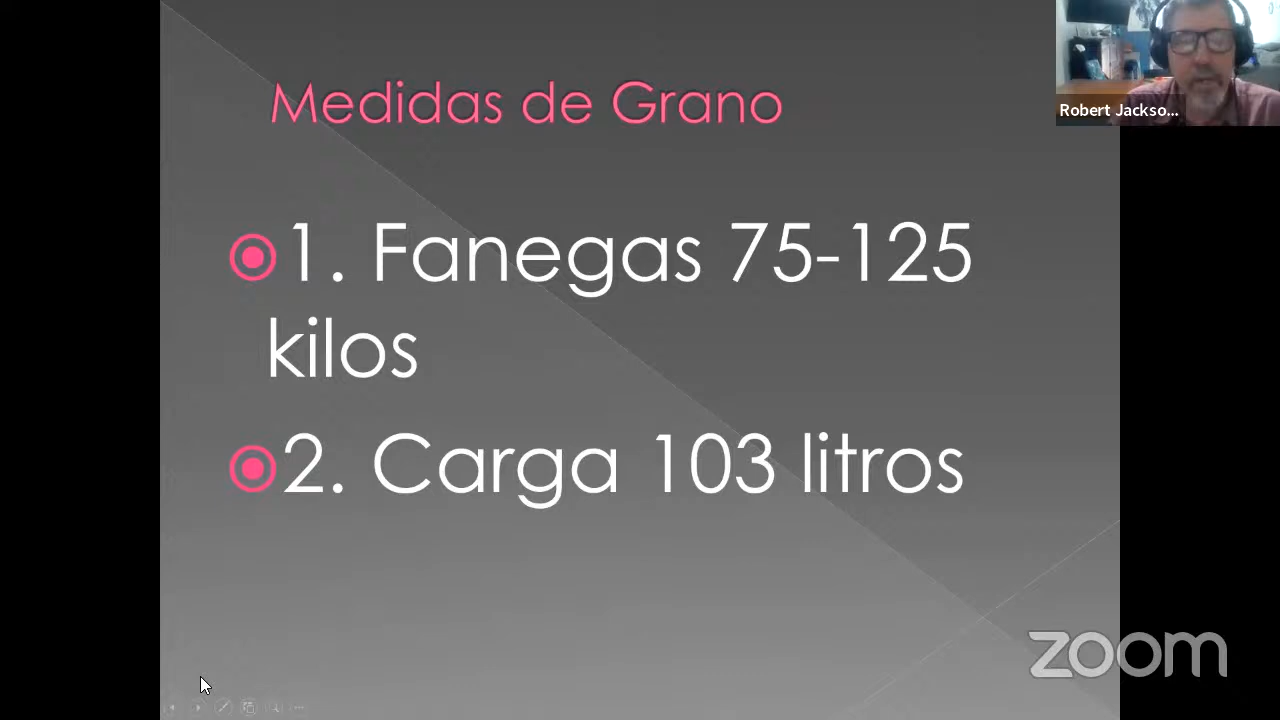 Medidas de Grano
1. Fanegas 75-125
kilos
2. Carga 103 litros
Robert Jackso...
zoom